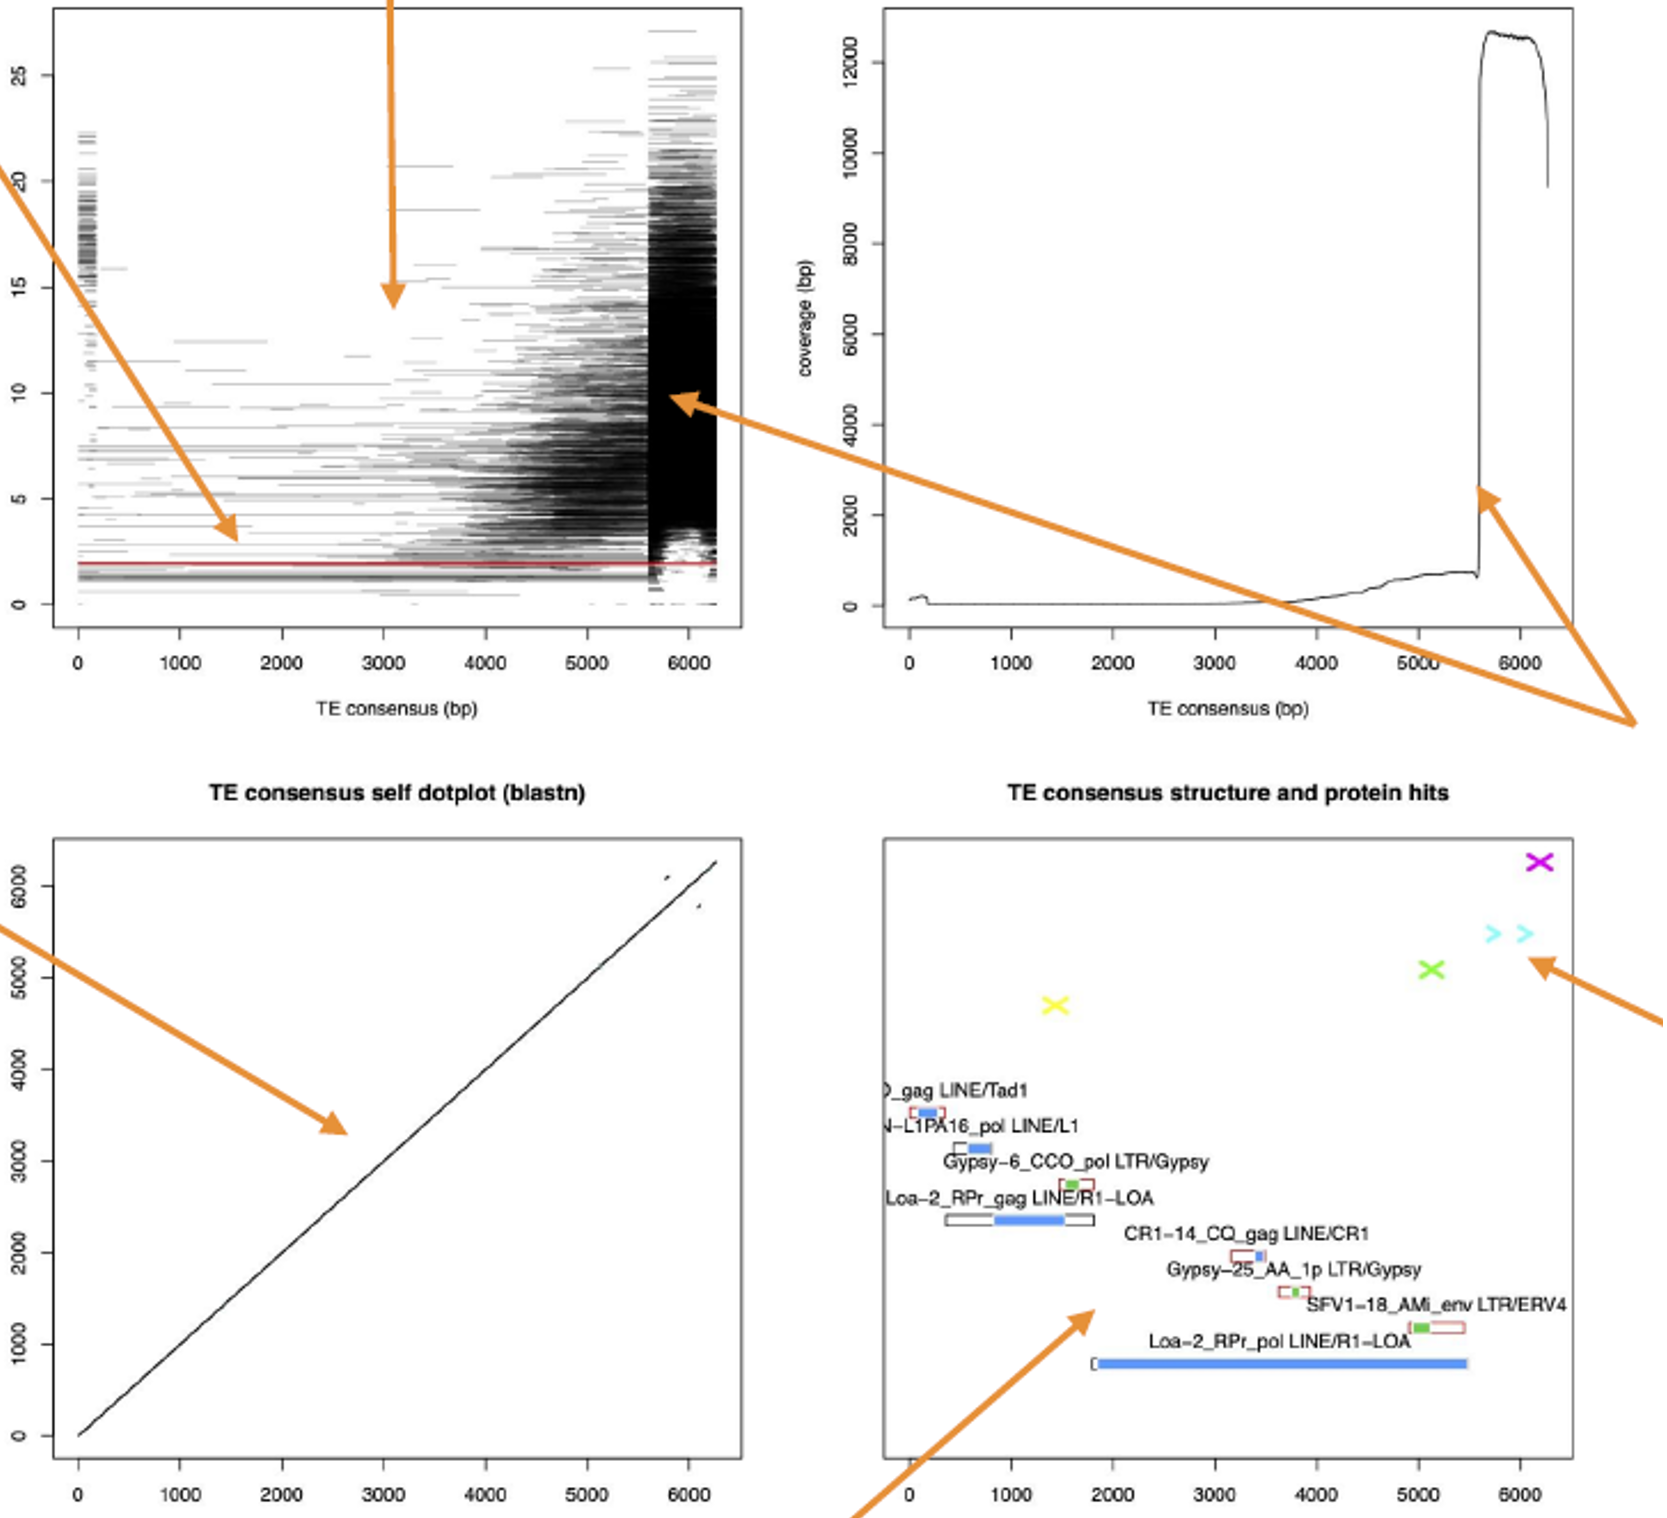 25
20
15
10
5
0
0 1000 2000 3000 4000 5000 6000
TE consensus (bp)
12000
10000
8000
6000
4000
2000
0
coverage (bp)
0 1000 2000 3000 4000 5000 6000
TE consensus (bp)
TE consensus self dotplot (blastn)
6000
5000
4000
3000
2000
1000
0
0 1000 2000 3000 4000 5000 6000
TE consensus structure and protein hits
_gag LINE/Tad1
-L1PA16_pol LINE/L1
Gypsy-6_CCO_pol LTR/Gypsy
Loa-2_RPr_gag LINE/R1-LOA
CR1-14_CQ_gag LINE/CR1
Gypsy-25_AA_1p LTR/Gypsy
SFV1-18_AMi_env LTR/ERV4
Loa-2_RPr_pol LINE/R1-LOA
0 1000 2000 3000 4000 5000 6000